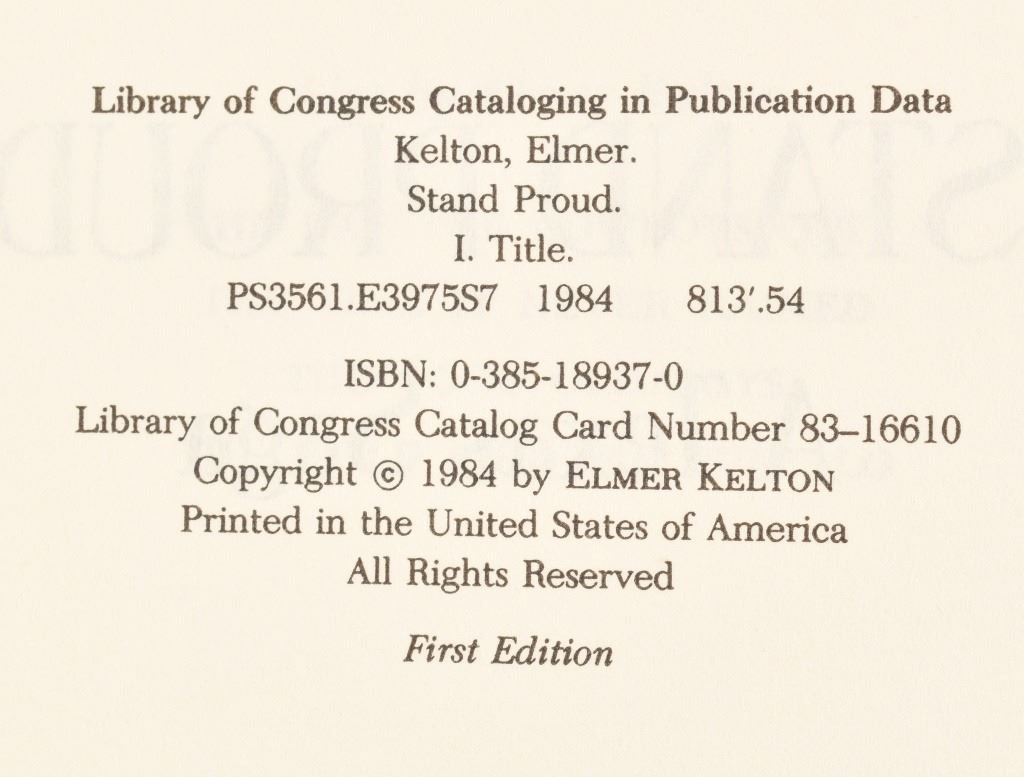 Library of Congress Cataloging in Publication Data
Kelton, Elmer.
Stand Proud.
I. Title.
PS3561.E3975S7 1984 813′.54
ISBN: 0-385-18937-0
Library of Congress Catalog Card Number 83–16610
Copyright © 1984 by ELMER KELTON
Printed in the United States of America
All Rights Reserved
First Edition